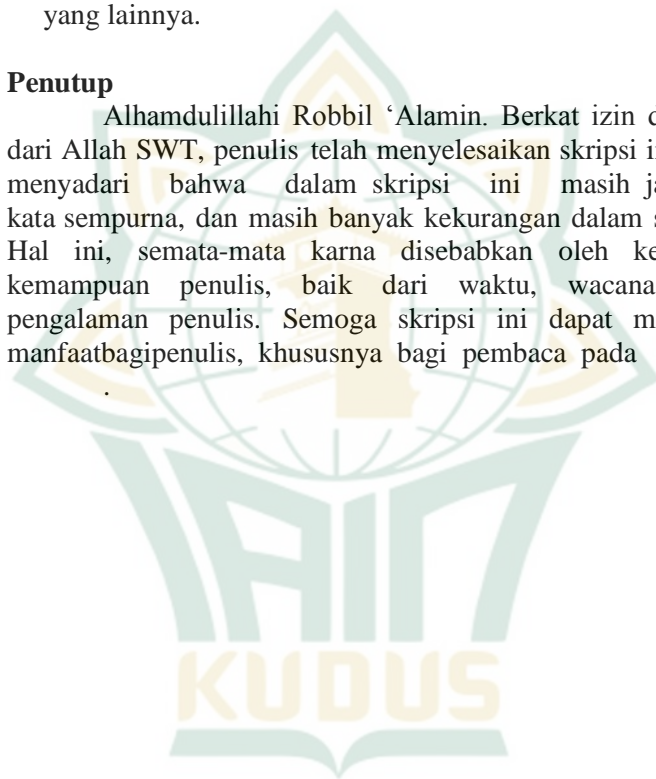 yang lainnya.
Penutup
Alhamdulillahi Robbil ‘Alamin. Berkat izin
dari Allah SWT, penulis telah menyelesaikan skripsi
menyadari bahwa dalam skripsi ini masih
kata sempurna, dan masih banyak kekurangan dalam
Hal ini, semata-mata karna disebabkan oleh
kemampuan penulis, baik dari waktu, wacana
pengalaman penulis. Semoga skripsi ini dapat
manfaatbagipenulis, khususnya bagi pembaca pada
.
IAIN
KUDUS